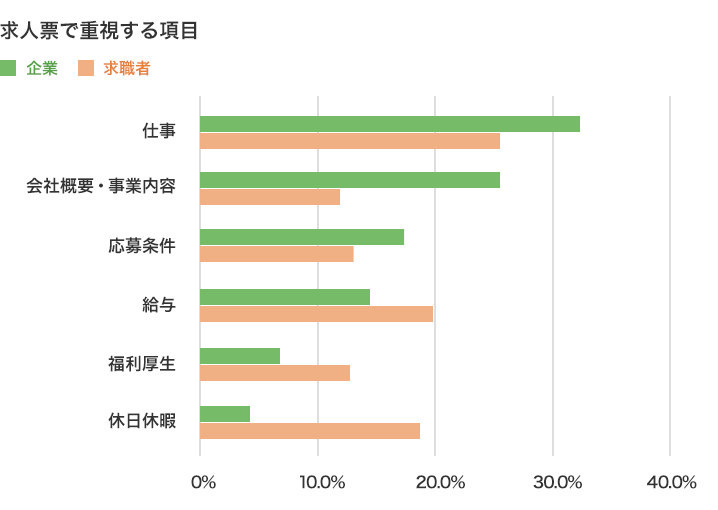 求人票で重視する項目
企業 求職者
仕事
会社概要・事業内容
応募条件
給与
福利厚生
休日休暇
0% 10.0% 20.0% 30.0% 40.0%